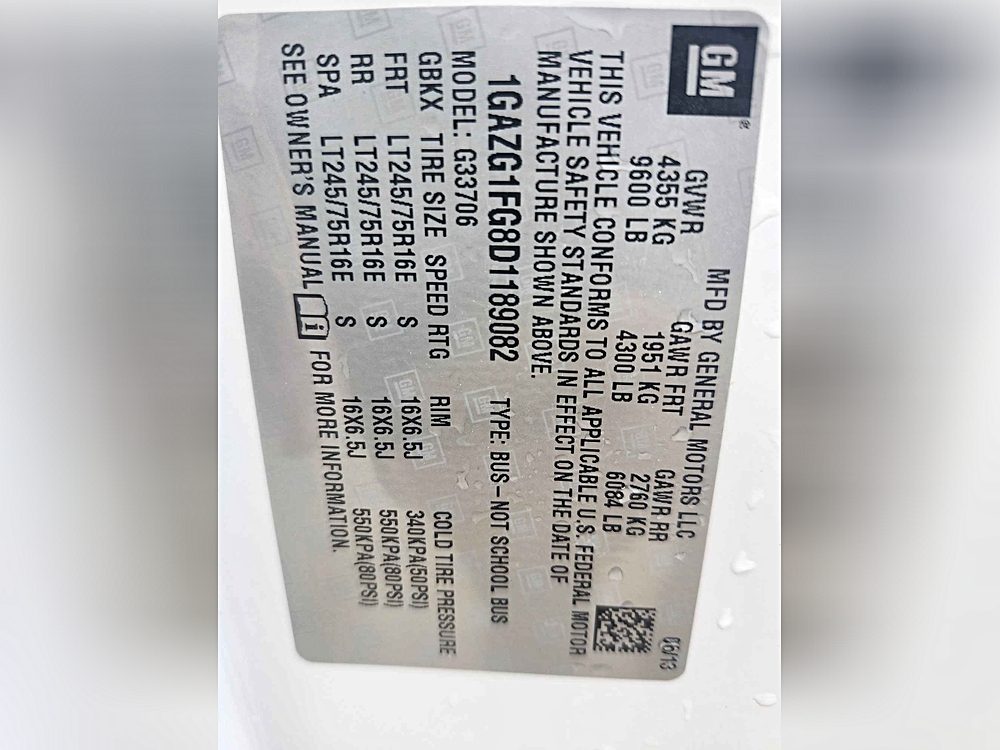 GM ®
MFD BY GENERAL MOTORS LLC 06/13
GVWR GAWR FRT GAWR RR
4355 KG 1951 KG 2760 KG
9600 LB 4300 LB 6084 LB
THIS VEHICLE CONFORMS TO ALL APPLICABLE U.S. FEDERAL MOTOR
VEHICLE SAFETY STANDARDS IN EFFECT ON THE DATE OF
MANUFACTURE SHOWN ABOVE.
1GAZG1FG8D1189082 TYPE: BUS–NOT SCHOOL BUS
MODEL: G33706
GBKX TIRE SIZE SPEED RTG RIM COLD TIRE PRESSURE
FRT LT245/75R16E S 16X6.5J 340KPA(50PSI)
RR LT245/75R16E S 16X6.5J 550KPA(80PSI)
SPA LT245/75R16E S 16X6.5J 550KPA(80PSI)
SEE OWNER'S MANUAL i FOR MORE INFORMATION.